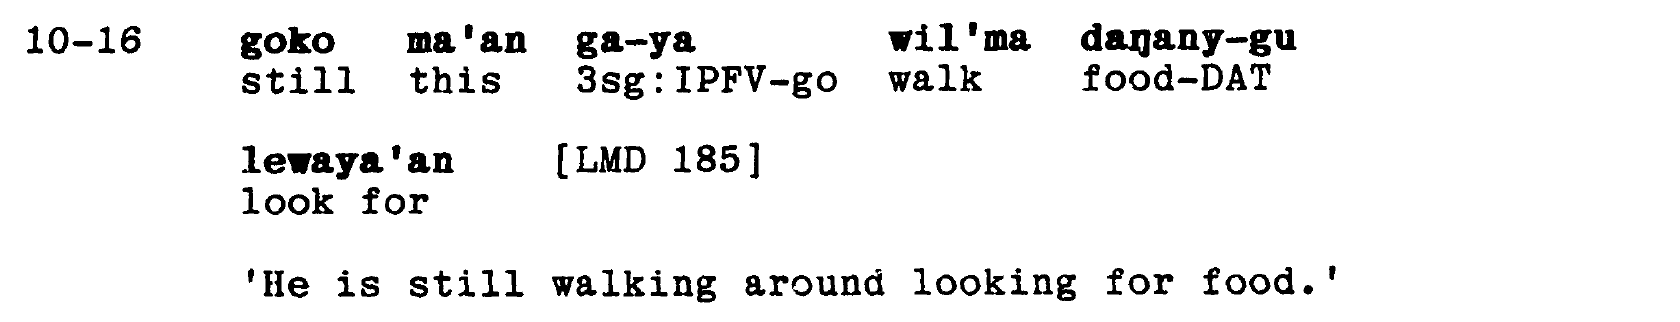 10-16 goko ma'an ga-ya wil'ma daŋany-gu
still this 3sg:IPFV-go walk food-DAT
lewaya'an [LMD 185]
look for
'He is still walking around looking for food.'